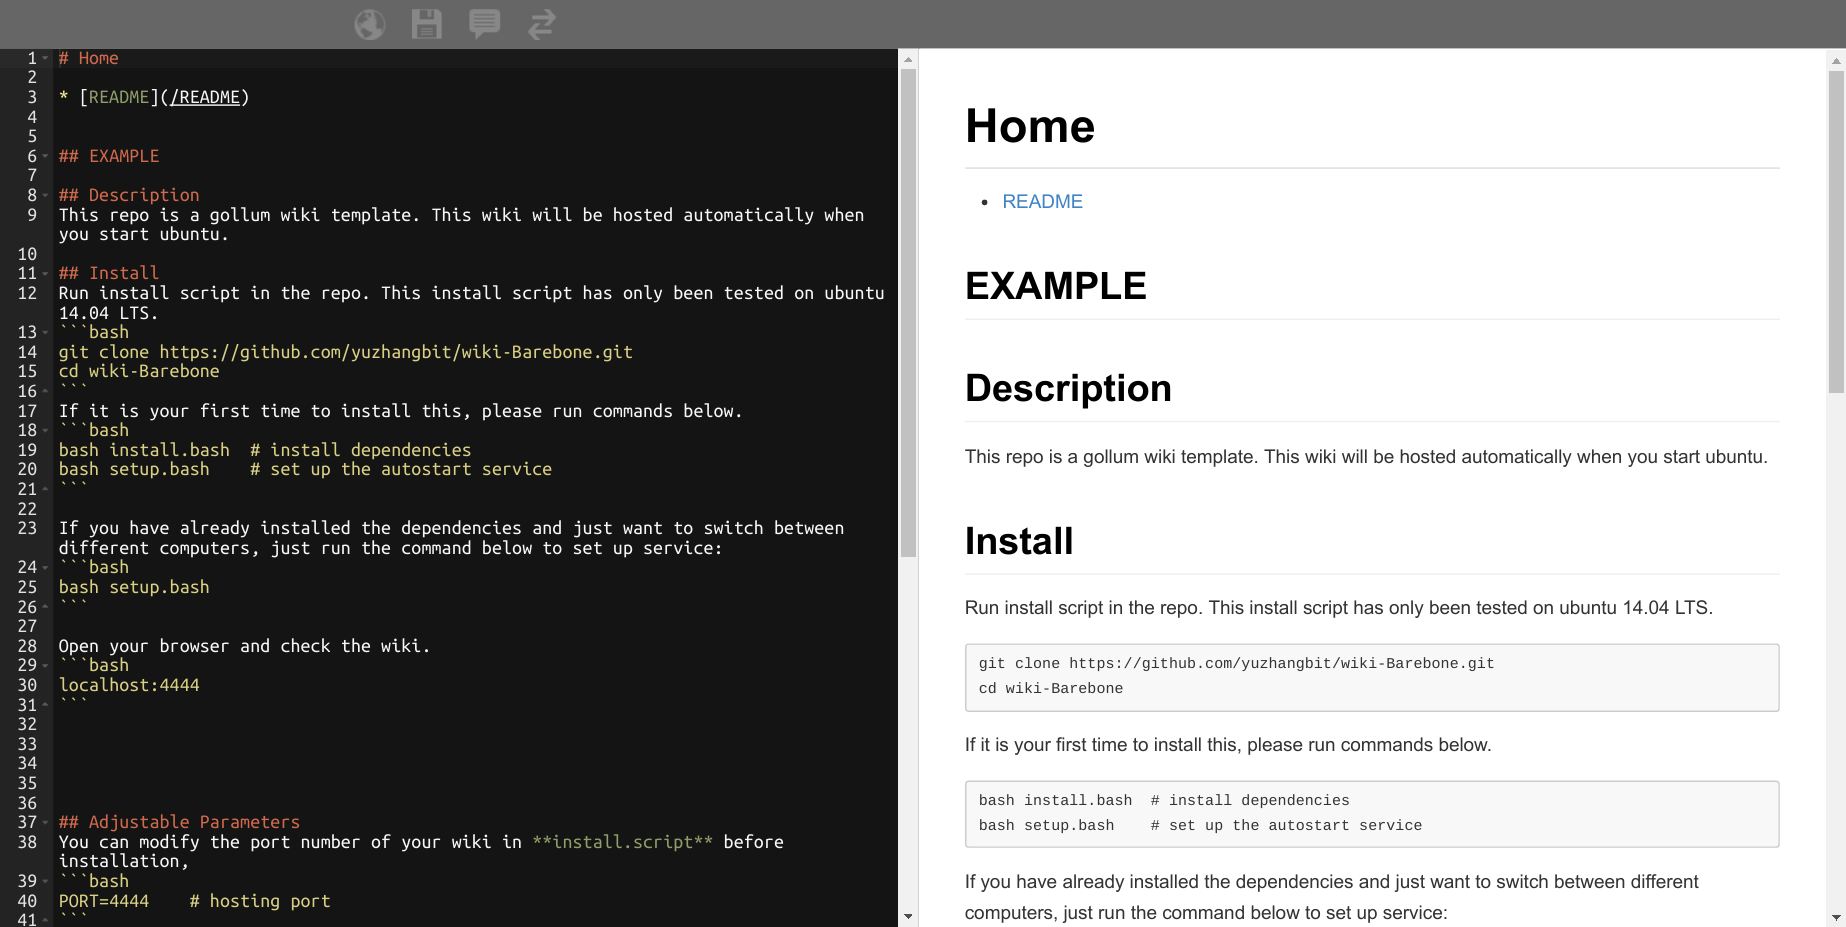 1 # Home
2
3 * [README](/README)
4
5
6 ## EXAMPLE
7
8 ## Description
9 This repo is a gollum wiki template. This wiki will be hosted automatically when
you start ubuntu.
10
11 ## Install
12 Run install script in the repo. This install script has only been tested on ubuntu
14.04 LTS.
13 ```bash
14 git clone https://github.com/yuzhangbit/wiki-Barebone.git
15 cd wiki-Barebone
16 ```
17 If it is your first time to install this, please run commands below.
18 ```bash
19 bash install.bash  # install dependencies
20 bash setup.bash    # set up the autostart service
21 ```
22
23 If you have already installed the dependencies and just want to switch between
different computers, just run the command below to set up service:
24 ```bash
25 bash setup.bash
26 ```
27
28 Open your browser and check the wiki.
29 ```bash
30 localhost:4444
31 ```
32
33
34
35
36
37 ## Adjustable Parameters
38 You can modify the port number of your wiki in **install.script** before
installation,
39 ```bash
40 PORT=4444    # hosting port
41 ```
Home
• README
EXAMPLE
Description
This repo is a gollum wiki template. This wiki will be hosted automatically when you start ubuntu.
Install
Run install script in the repo. This install script has only been tested on ubuntu 14.04 LTS.
git clone https://github.com/yuzhangbit/wiki-Barebone.git
cd wiki-Barebone
If it is your first time to install this, please run commands below.
bash install.bash  # install dependencies
bash setup.bash    # set up the autostart service
If you have already installed the dependencies and just want to switch between different
computers, just run the command below to set up service: